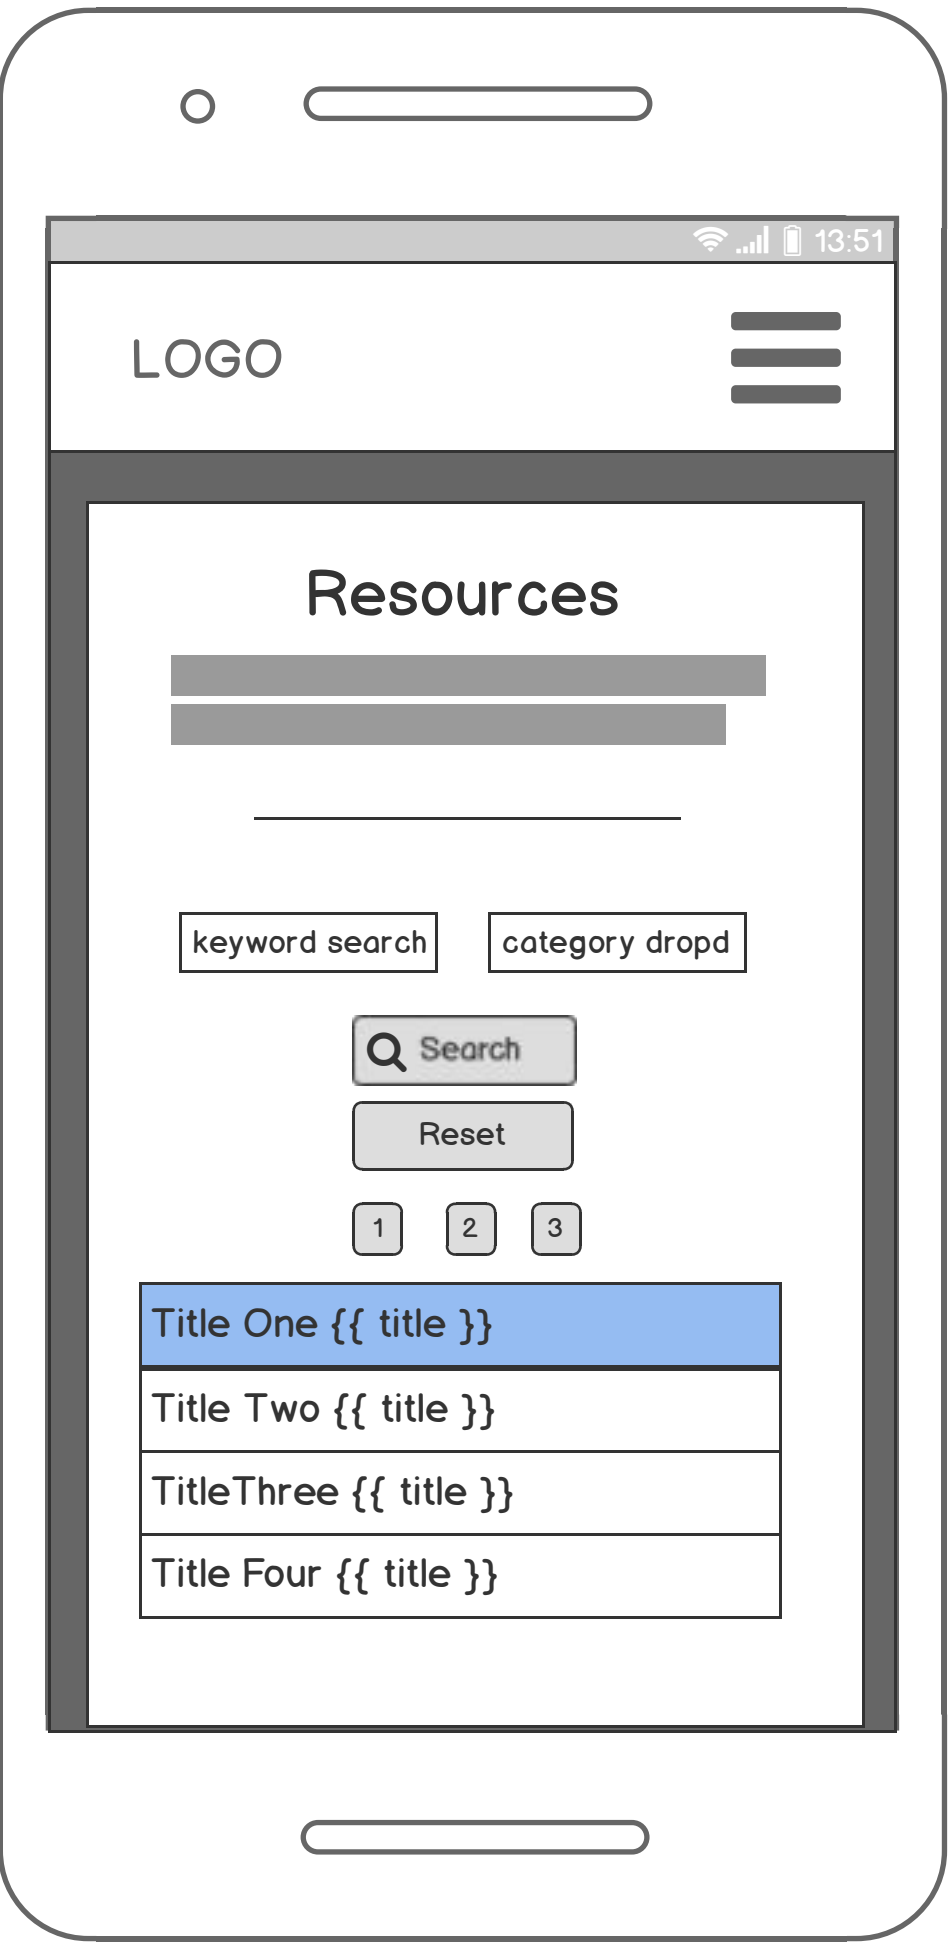 13:51
LOGO
Resources
keyword search
category dropd
Search
Reset
1 2 3
Title One {{ title }}
Title Two {{ title }}
TitleThree {{ title }}
Title Four {{ title }}